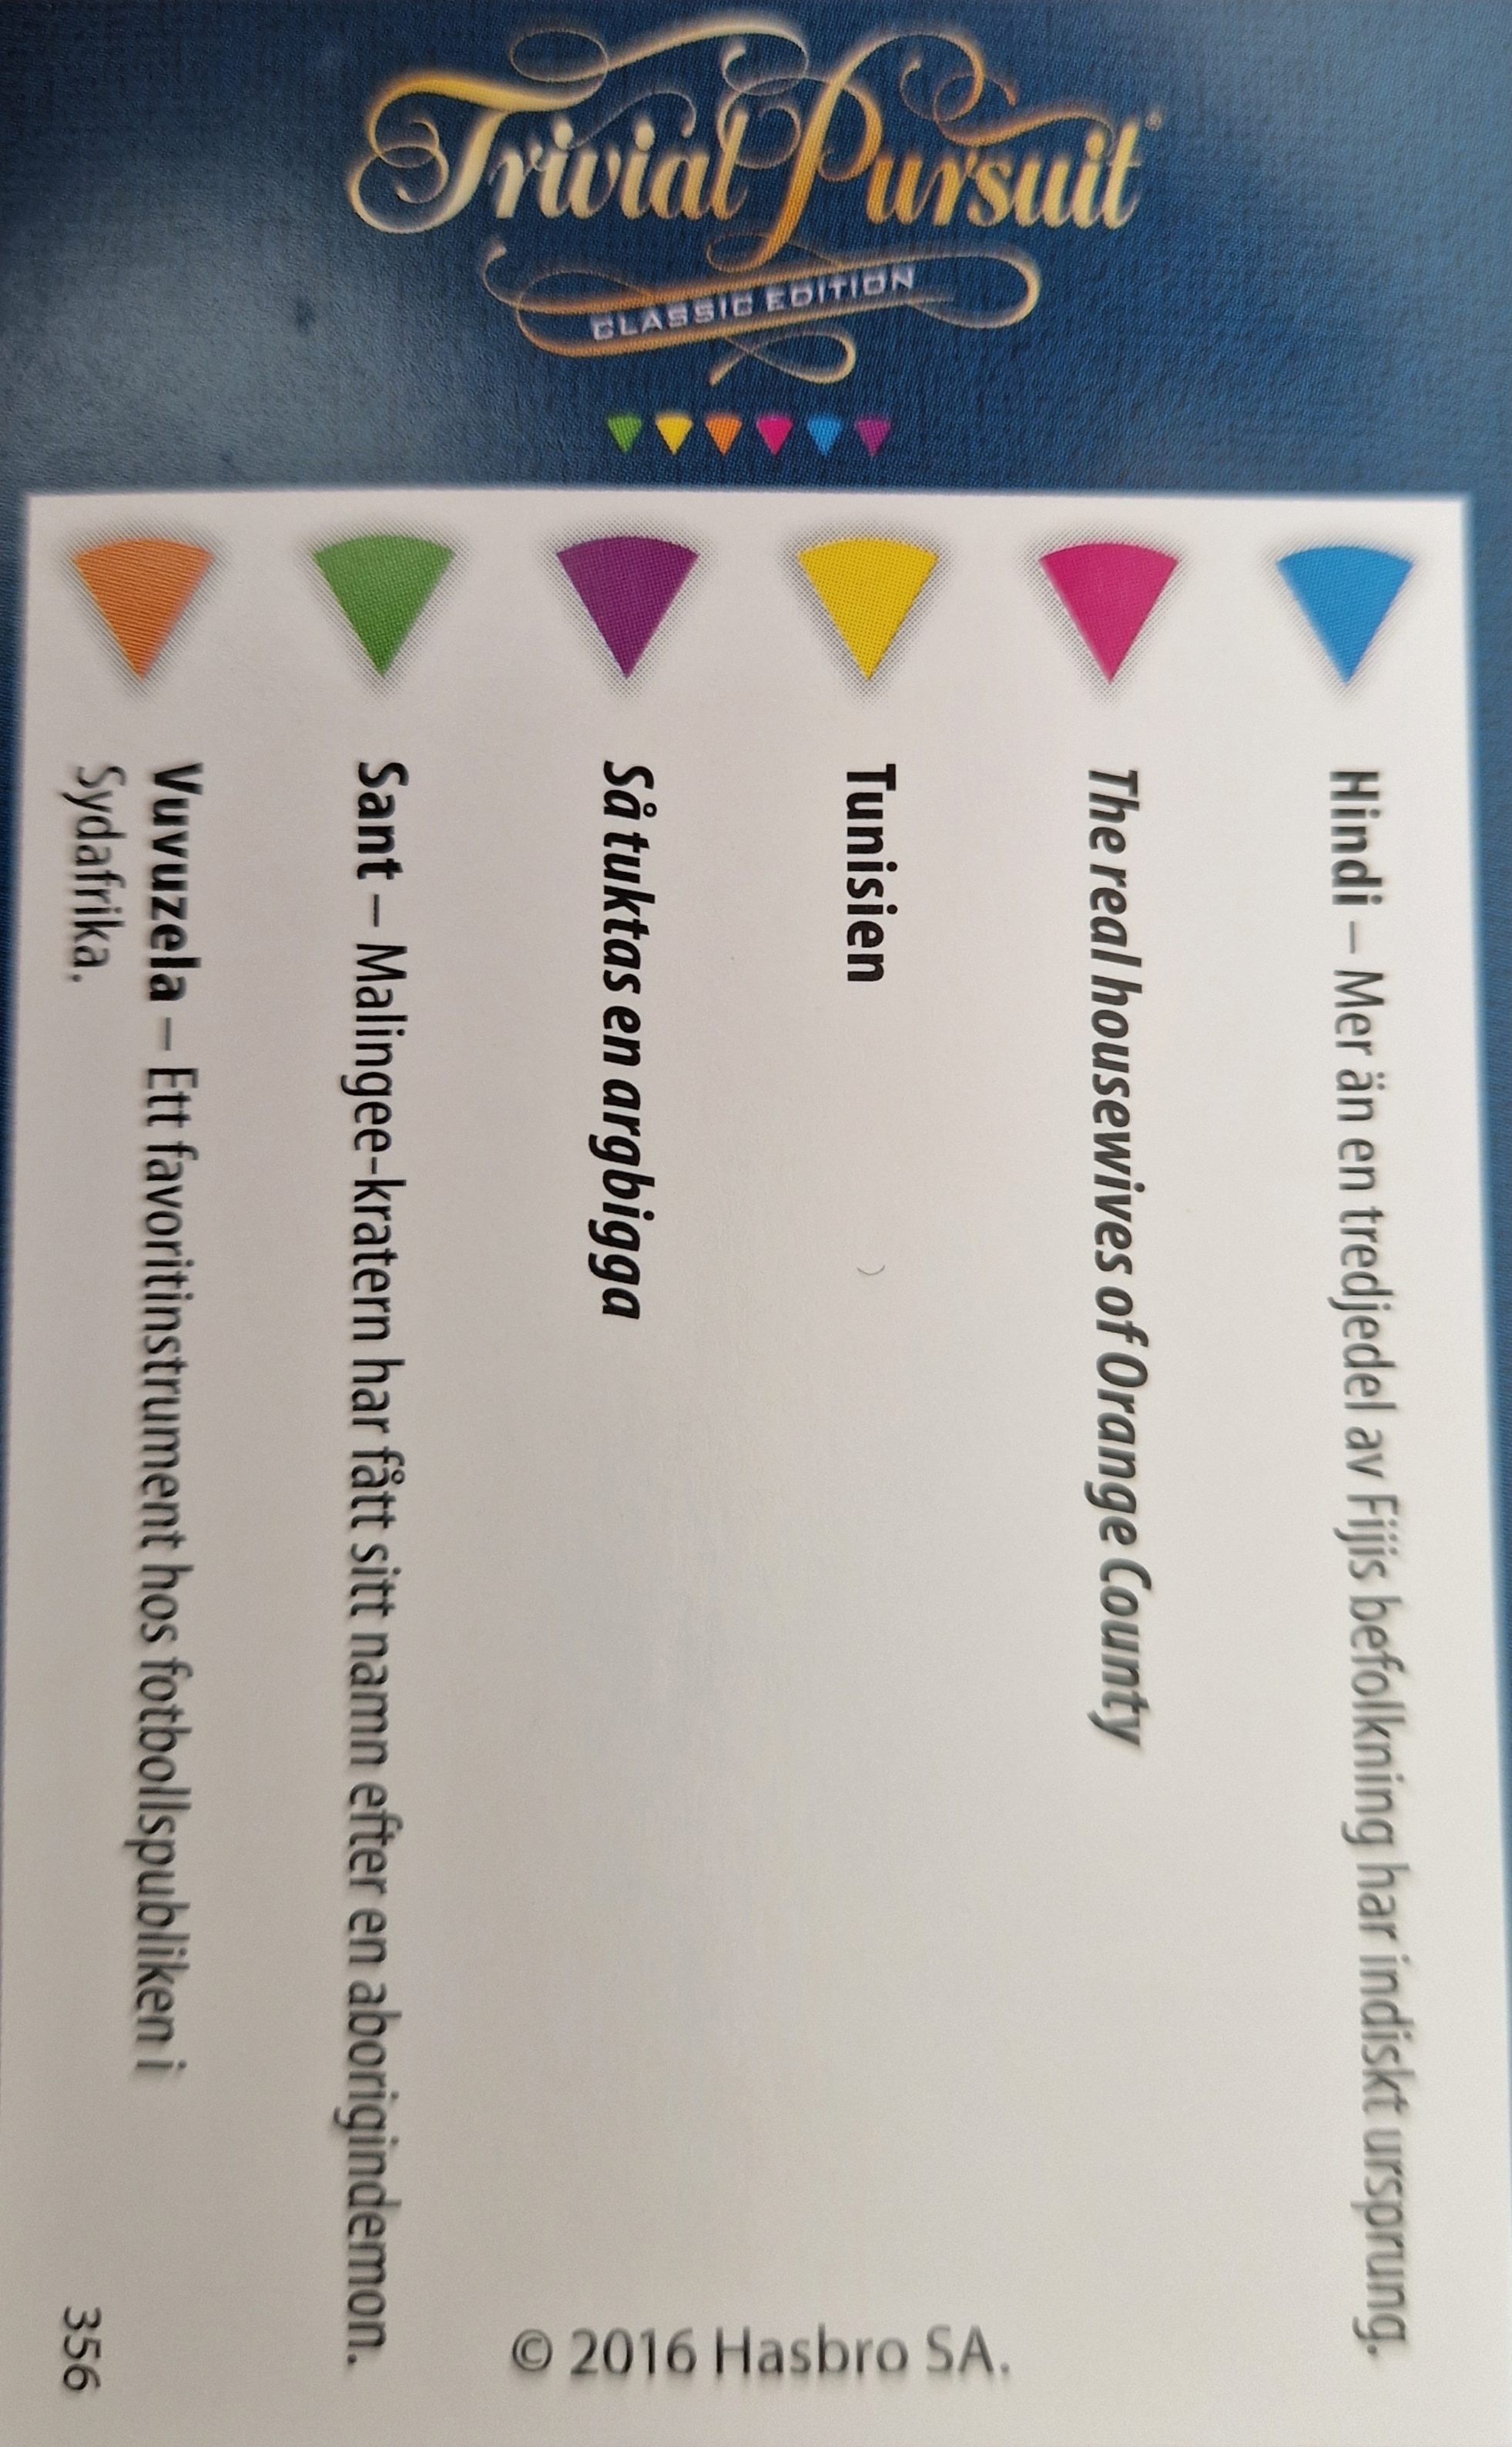 Trivial Pursuit
CLASSIC EDITION
Hindi – Mer än en tredjedel av Fijis befolkning har indiskt ursprung.
The real housewives of Orange County
Tunisien
Så tuktas en argbigga
Sant – Malingee-kratern har fått sitt namn efter en aborigindemon.
Vuvuzela – Ett favoritinstrument hos fotbollspubliken i
Sydafrika.
© 2016 Hasbro SA.
356